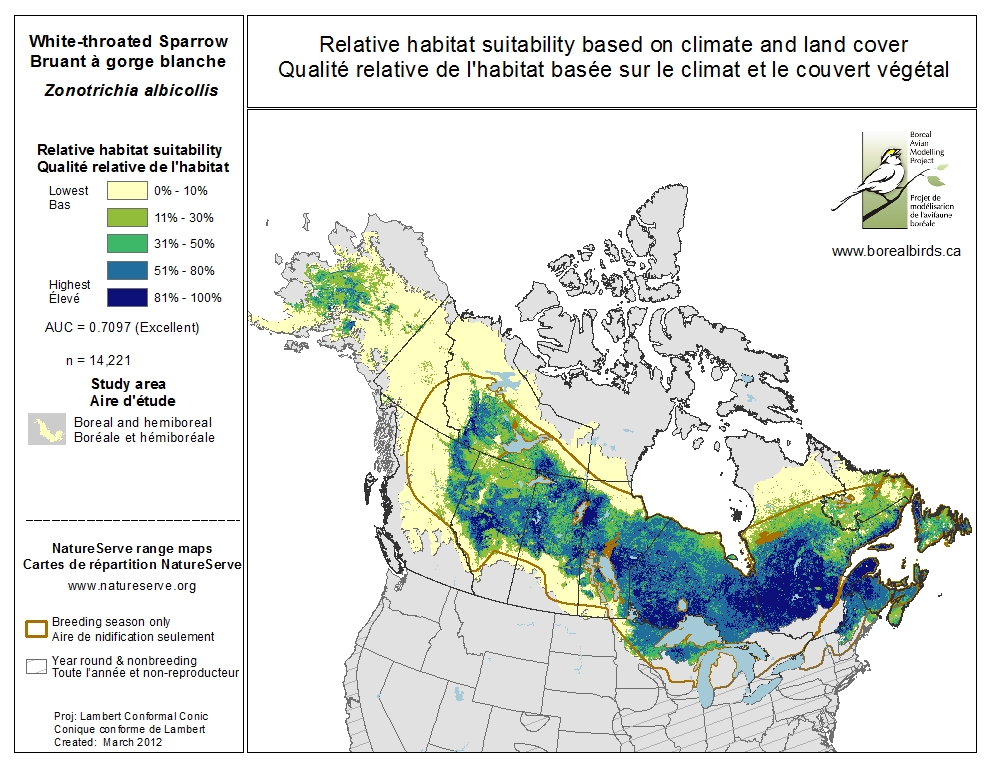 White-throated Sparrow
Bruant à gorge blanche
Zonotrichia albicollis
Relative habitat suitability based on climate and land cover
Qualité relative de l'habitat basée sur le climat et le couvert végétal
Relative habitat suitability
Qualité relative de l'habitat
Lowest
Bas
0% - 10%
11% - 30%
31% - 50%
51% - 80%
Highest
Élevé
81% - 100%
AUC = 0.7097 (Excellent)
n = 14,221
Study area
Aire d'étude
Boreal and hemiboreal
Boréale et hémiboréale
NatureServe range maps
Cartes de répartition NatureServe
www.natureserve.org
Breeding season only
Aire de nidification seulement
Year round & nonbreeding
Toute l'année et non-reproducteur
Proj: Lambert Conformal Conic
Conique conforme de Lambert
Created: March 2012
Boreal
Avian
Modelling
Project
Projet de
modélisation
de l'avifaune
boréale
www.borealbirds.ca